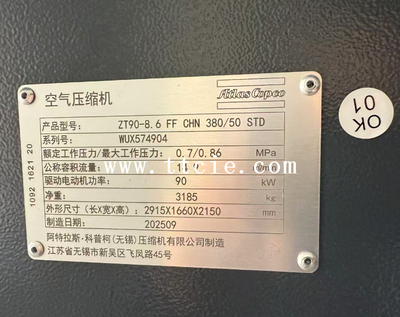 空气压缩机
Atlas Copco
产品型号: ZT90-8.6 FF CHN 380/50 STD
系列号: WUX574904
额定工作压力/最大工作压力: 0.7/0.86 MPa
公称容积流量:
驱动电动机功率: 90 kW
净重: 3185 kg
外形尺寸(长X宽X高): 2915X1660X2150 mm
制造日期: 202509
阿特拉斯·科普柯(无锡)压缩机有限公司制造
江苏省无锡市新吴区飞凤路45号
1092 1621 20
OK
01